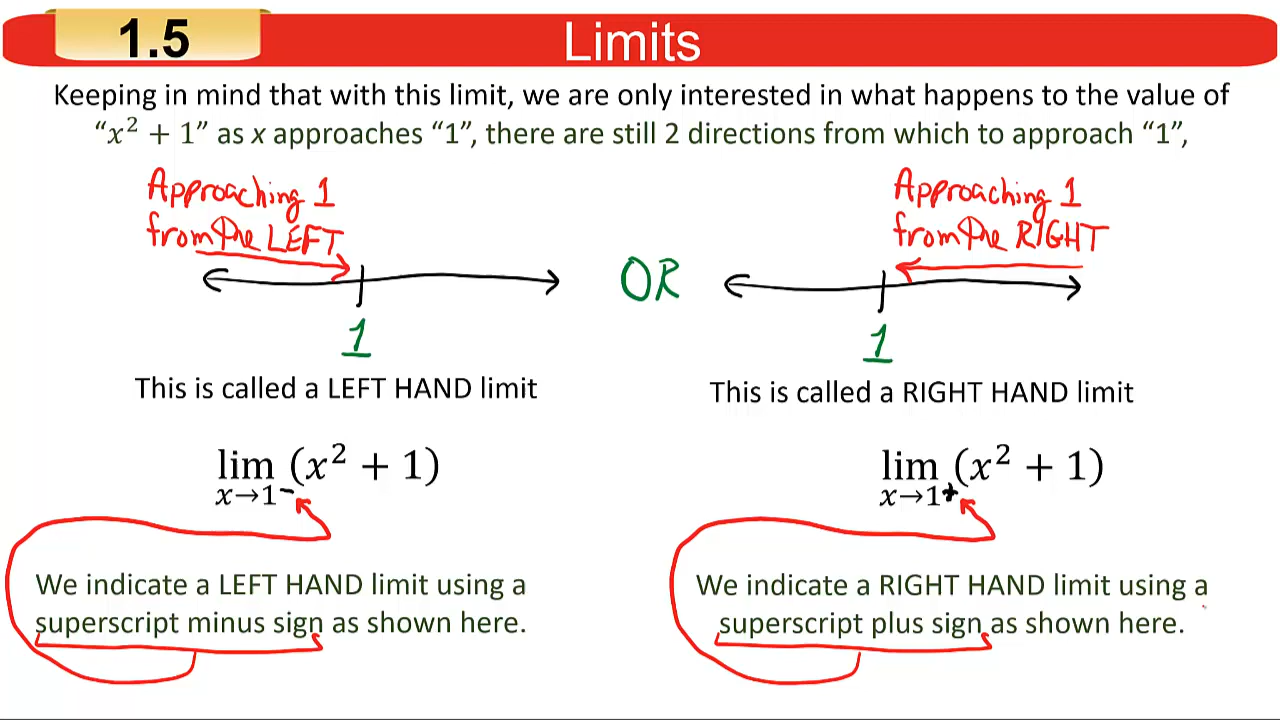 1.5
Limits
Keeping in mind that with this limit, we are only interested in what happens to the value of
“x² + 1” as x approaches “1”, there are still 2 directions from which to approach “1”,
Approaching 1
from the LEFT
1
OR
Approaching 1
from the RIGHT
1
This is called a LEFT HAND limit
lim (x² + 1)
x→1⁻
We indicate a LEFT HAND limit using a
superscript minus sign as shown here.
This is called a RIGHT HAND limit
lim (x² + 1)
x→1⁺
We indicate a RIGHT HAND limit using a
superscript plus sign as shown here.